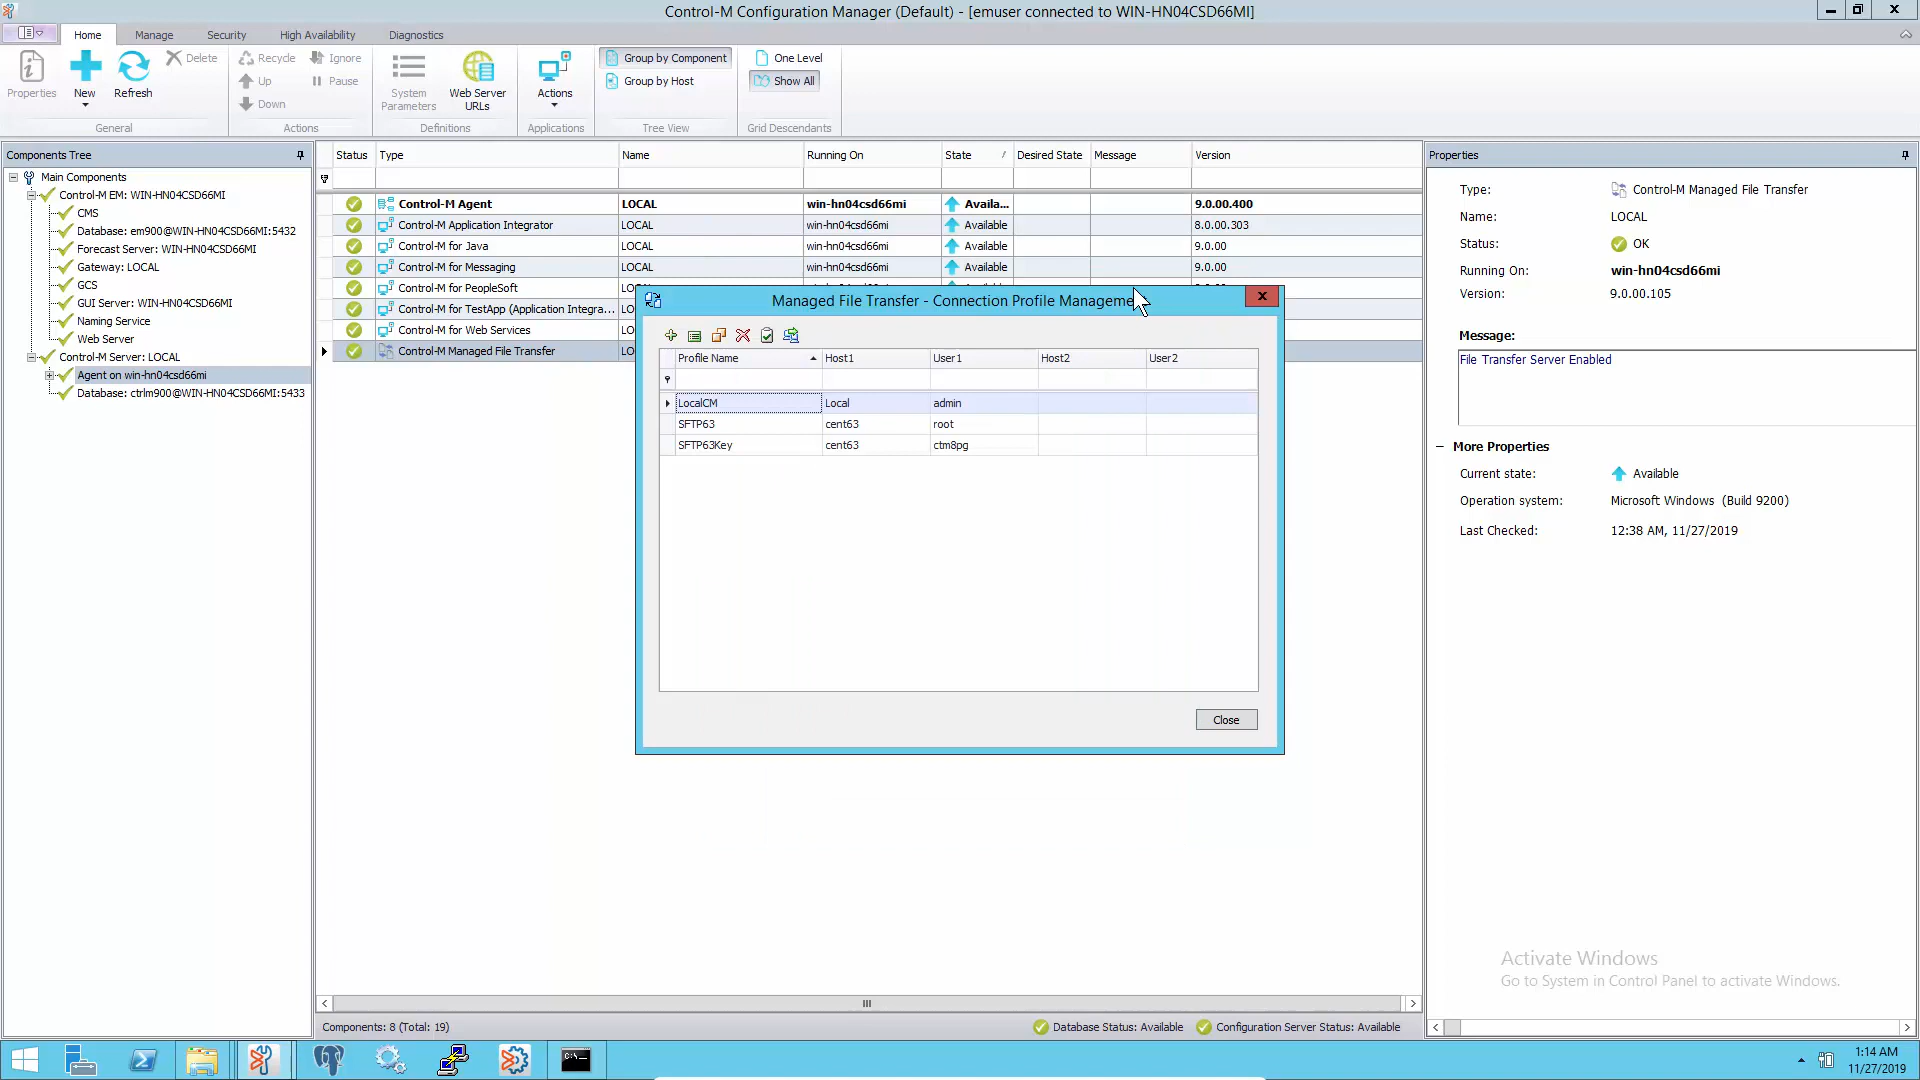 Control-M Configuration Manager (Default) - [emuser connected to WIN-HN04CSD66MI]
Home Manage Security High Availability Diagnostics
Properties
New
Refresh
Delete
General
Recycle Ignore
Up Pause
Down
Actions
System Parameters
Web Server URLs
Definitions
Actions
Applications
Group by Component
Group by Host
Tree View
One Level
Show All
Grid Descendants
Components Tree
Main Components
Control-M EM: WIN-HN04CSD66MI
CMS
Database: em900@WIN-HN04CSD66MI:5432
Forecast Server: WIN-HN04CSD66MI
Gateway: LOCAL
GCS
GUI Server: WIN-HN04CSD66MI
Naming Service
Web Server
Control-M Server: LOCAL
Agent on win-hn04csd66mi
Database: ctrlm900@WIN-HN04CSD66MI:5433
Status Type Name Running On State Desired State Message Version
Control-M Agent LOCAL win-hn04csd66mi Availa... 9.0.00.400
Control-M Application Integrator LOCAL win-hn04csd66mi Available 8.0.00.303
Control-M for Java LOCAL win-hn04csd66mi Available 9.0.00
Control-M for Messaging LOCAL win-hn04csd66mi Available 9.0.00
Control-M for PeopleSoft
Control-M for TestApp (Application Integra...
Control-M for Web Services
Control-M Managed File Transfer
Managed File Transfer - Connection Profile Manageme
x
Profile Name Host1 User1 Host2 User2
LocalCM Local admin
SFTP63 cent63 root
SFTP63Key cent63 ctm8pg
Close
Components: 8 (Total: 19)
Database Status: Available
Configuration Server Status: Available
Properties
Type: Control-M Managed File Transfer
Name: LOCAL
Status: OK
Running On: win-hn04csd66mi
Version: 9.0.00.105
Message:
File Transfer Server Enabled
More Properties
Current state: Available
Operation system: Microsoft Windows (Build 9200)
Last Checked: 12:38 AM, 11/27/2019
Activate Windows
Go to System in Control Panel to activate Windows.
1:14 AM
11/27/2019